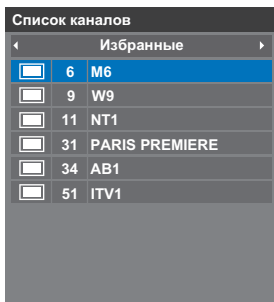 Список каналов
Избранные
6 M6
9 W9
11 NT1
31 PARIS PREMIERE
34 AB1
51 ITV1